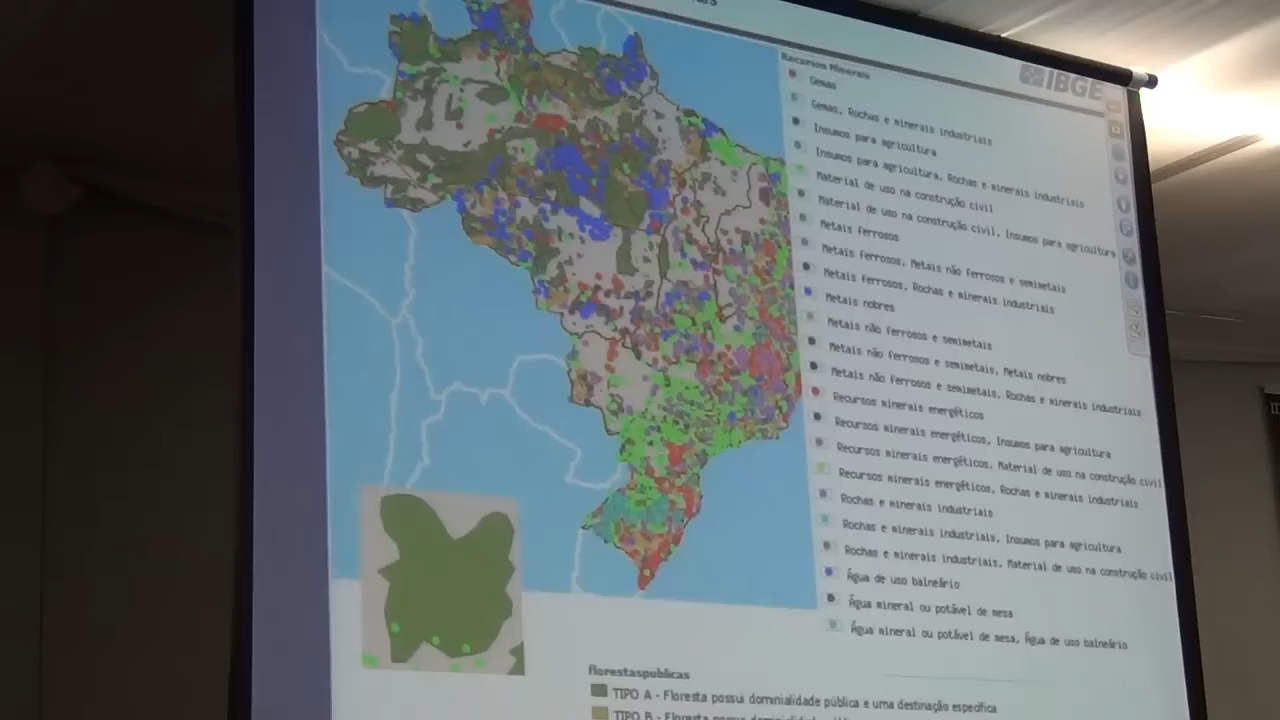 Recursos Minerais
IBGE
Gemas
Gemas, Rochas e minerais industriais
Insumos para agricultura
Insumos para agricultura, Rochas e minerais industriais
Material de uso na construção civil
Material de uso na construção civil, Insumos para agricultura
Metais ferrosos
Metais ferrosos, Metais não ferrosos e semimetais
Metais ferrosos, Rochas e minerais industriais
Metais nobres
Metais não ferrosos e semimetais
Metais não ferrosos e semimetais, Metais nobres
Metais não ferrosos e semimetais, Rochas e minerais industriais
Recursos minerais energéticos
Recursos minerais energéticos, Insumos para agricultura
Recursos minerais energéticos, Material de uso na construção civil
Recursos minerais energéticos, Rochas e minerais industriais
Rochas e minerais industriais
Rochas e minerais industriais, Insumos para agricultura
Rochas e minerais industriais, Material de uso na construção civil
Água de uso balneário
Água mineral ou potável de mesa
Água mineral ou potável de mesa, Água de uso balneário
florestaspublicas
TIPO A - Floresta possui dominialidade pública e uma destinação específica
TIPO B - Floresta possui